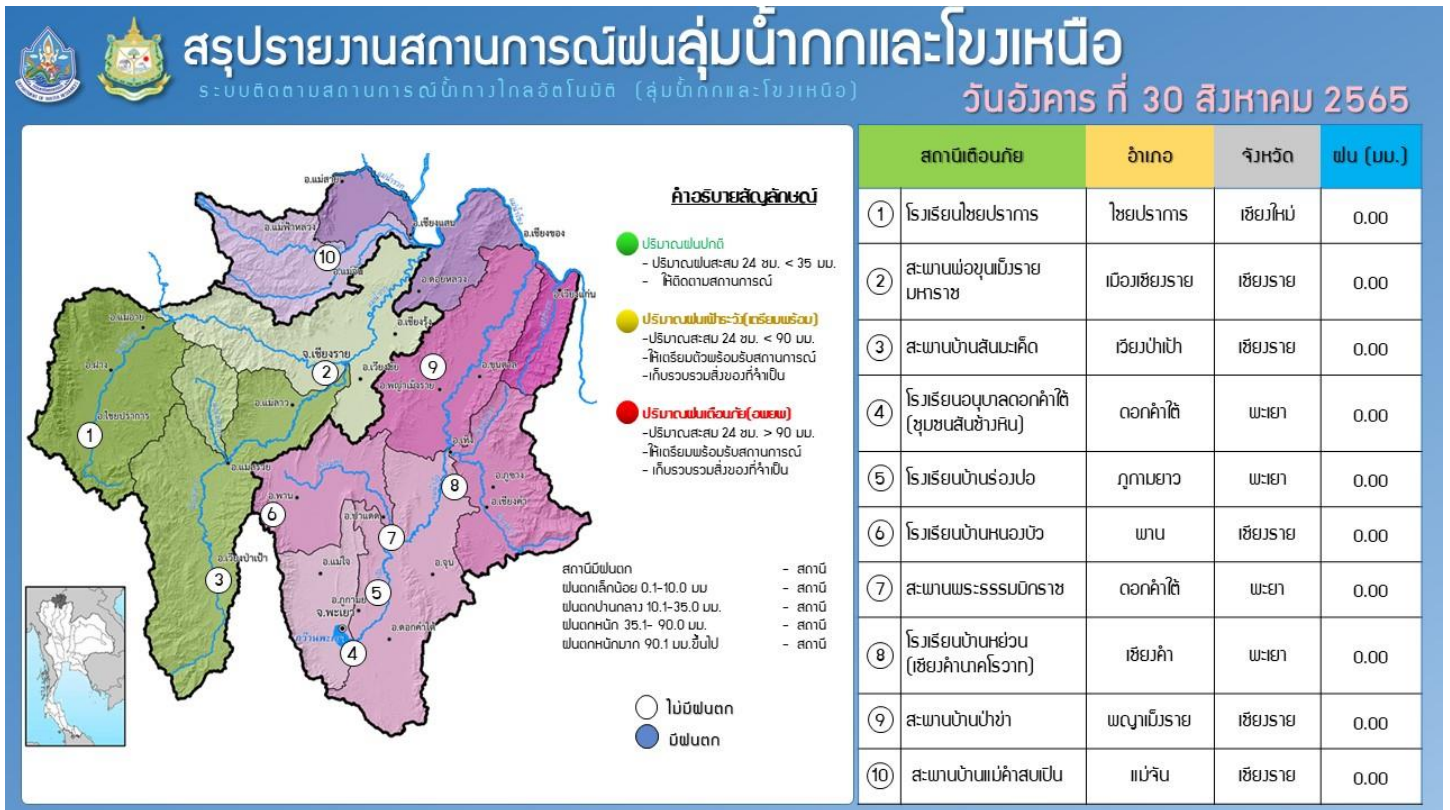 สรุปรายงานสถานการณ์ฝนลุ่มน้ำกกและโขงเหนือ
ระบบติดตามสถานการณ์น้ำทางไกลอัตโนมัติ (ลุ่มน้ำกกและโขงเหนือ)
วันอังคาร ที่ 30 สิงหาคม 2565
อ.แม่สาย
อ.แม่ฟ้าหลวง
อ.เชียงแสน
อ.เชียงของ
10
อ.แม่จัน
อ.ดอยหลวง
อ.เวียงแก่น
อ.แม่อาย
อ.เชียงรุ้ง
จ.เชียงราย
2
อ.เวียงชัย
9
อ.ขุนตาล
อ.ฝาง
อ.พญาเม็งราย
อ.แม่ลาว
อ.ไชยปราการ
1
อ.เทิง
อ.แม่สรวย
8
อ.ภูซาง
อ.เชียงคำ
อ.พาน
6
อ.ป่าแดด
7
อ.เวียงป่าเป้า
3
อ.แม่ใจ
อ.จุน
5
อ.ภูกามยาว
จ.พะเยา
กว๊านพะเยา
4
อ.ดอกคำใต้
คำอธิบายสัญลักษณ์
ปริมาณฝนปกติ
- ปริมาณฝนสะสม 24 ชม. < 35 มม.
- ให้ติดตามสถานการณ์
ปริมาณฝนเฝ้าระวัง(เตรียมพร้อม)
-ปริมาณสะสม 24 ชม. < 90 มม.
-ให้เตรียมตัวพร้อมรับสถานการณ์
-เก็บรวบรวมสิ่งของที่จำเป็น
ปริมาณฝนเตือนภัย(อพยพ)
-ปริมาณสะสม 24 ชม. > 90 มม.
-ให้เตรียมพร้อมรับสถานการณ์
- เก็บรวบรวมสิ่งของที่จำเป็น
สถานีมีฝนตก - สถานี
ฝนตกเล็กน้อย 0.1-10.0 มม - สถานี
ฝนตกปานกลาง 10.1-35.0 มม. - สถานี
ฝนตกหนัก 35.1- 90.0 มม. - สถานี
ฝนตกหนักมาก 90.1 มม.ขึ้นไป - สถานี
ไม่มีฝนตก
มีฝนตก
สถานีเตือนภัย อำเภอ จังหวัด ฝน (มม.)
1 โรงเรียนไชยปราการ ไชยปราการ เชียงใหม่ 0.00
2 สะพานพ่อขุนเม็งราย
มหาราช เมืองเชียงราย เชียงราย 0.00
3 สะพานบ้านสันมะเค็ด เวียงป่าเป้า เชียงราย 0.00
4 โรงเรียนอนุบาลดอกคำใต้
(ชุมชนสันช้างหิน) ดอกคำใต้ พะเยา 0.00
5 โรงเรียนบ้านร่องปอ ภูกามยาว พะเยา 0.00
6 โรงเรียนบ้านหนองบัว พาน เชียงราย 0.00
7 สะพานพระธรรมมิกราช ดอกคำใต้ พะยา 0.00
8 โรงเรียนบ้านหย่วน
(เชียงคำนาคโรวาท) เชียงคำ พะเยา 0.00
9 สะพานบ้านป่าข่า พญาเม็งราย เชียงราย 0.00
10 สะพานบ้านแม่คำสบเปิน แม่จัน เชียงราย 0.00